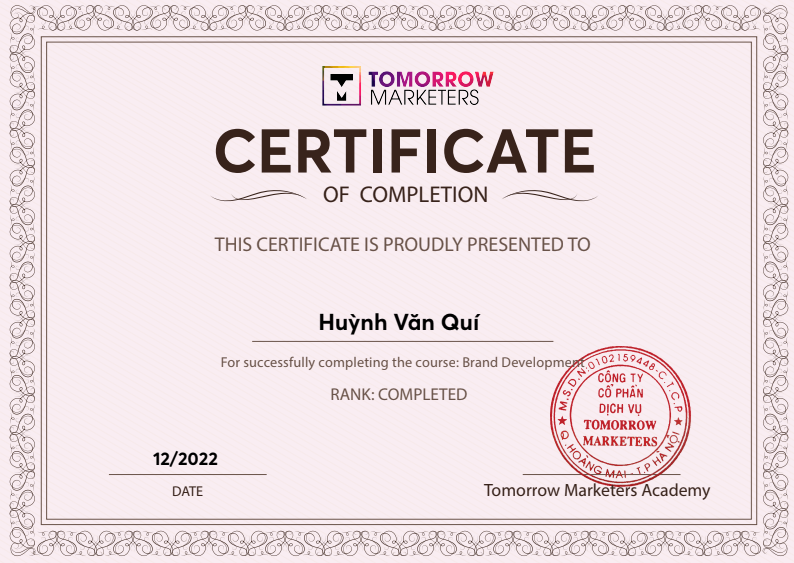 TOMORROW
MARKETERS
CERTIFICATE
OF COMPLETION
THIS CERTIFICATE IS PROUDLY PRESENTED TO
Huỳnh Văn Quí
For successfully completing the course: Brand Development
RANK: COMPLETED
M.S.D.N:0102159448-C.T.C.P
CÔNG TY
CỔ PHẦN
DỊCH VỤ
TOMORROW
MARKETERS
Q.HOÀNG MAI - T.P HÀ NỘI
12/2022
DATE
Tomorrow Marketers Academy